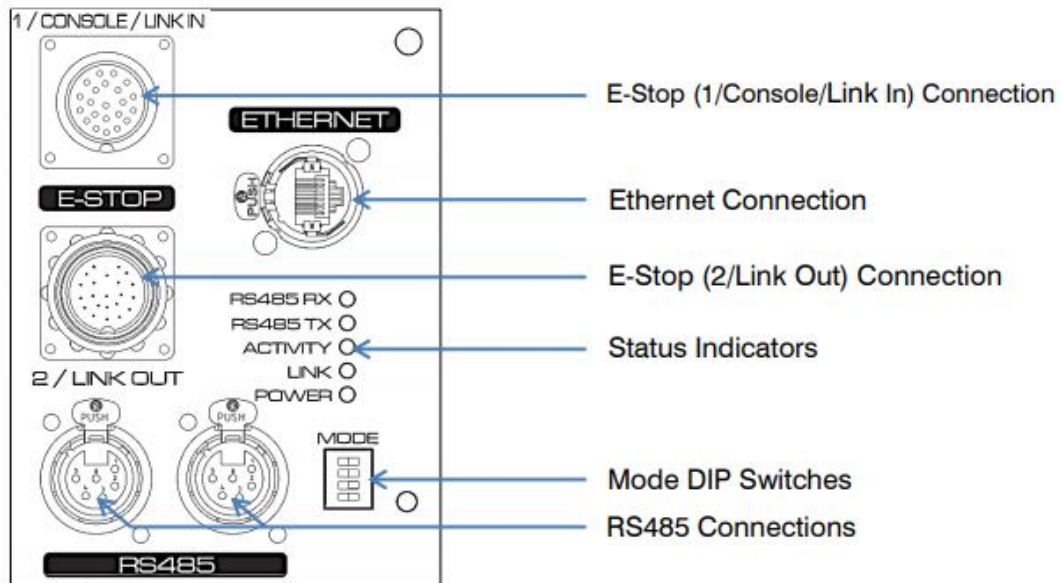 1 / CONSOLE / LINK IN
E-Stop (1/Console/Link In) Connection
ETHERNET
PUSH
Ethernet Connection
E-STOP
E-Stop (2/Link Out) Connection
RS485 RX
RS485 TX
ACTIVITY
Status Indicators
LINK
2 / LINK OUT
POWER
PUSH
PUSH
MODE
Mode DIP Switches
RS485 Connections
RS485